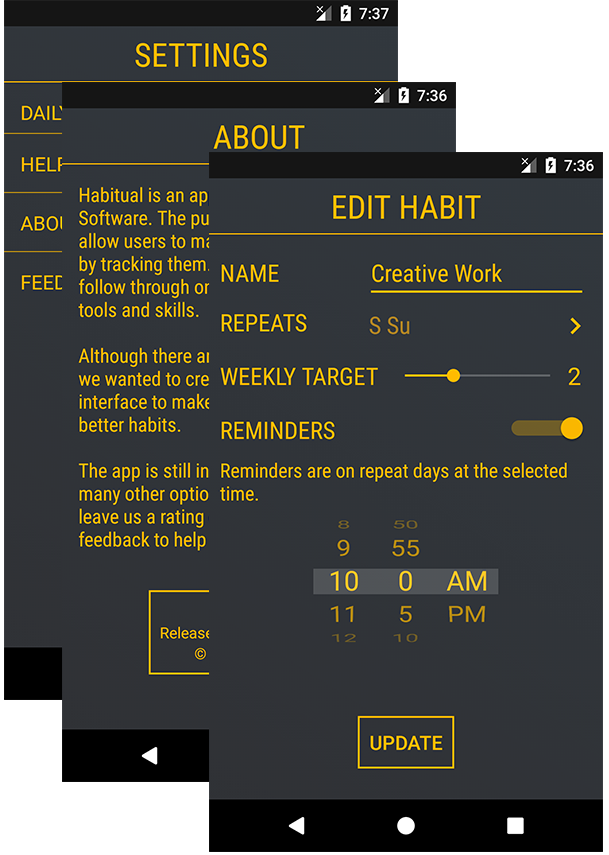 7:37
SETTINGS
DAILY
HELP
ABOU
FEED
7:36
ABOUT
Habitual is an ap
Software. The pu
allow users to ma
by tracking them.
follow through or
tools and skills.
Although there ar
we wanted to cre
interface to make
better habits.
The app is still in
many other optio
leave us a rating
feedback to help
Release
©
7:36
EDIT HABIT
NAME Creative Work
REPEATS S Su
WEEKLY TARGET 2
REMINDERS
Reminders are on repeat days at the selected
time.
8 50
9 55
10 0 AM
11 5 PM
12 10
UPDATE